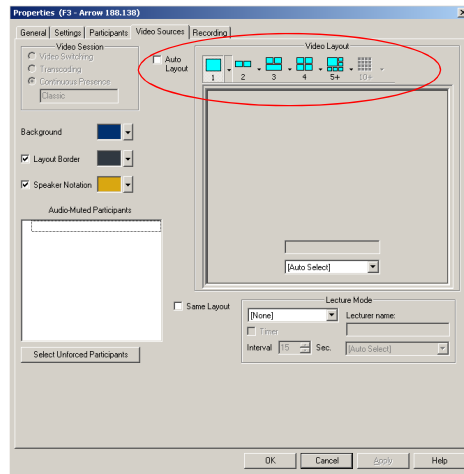 Properties (F3 - Arrow 188.138)
General Settings Participants Video Sources Recording
Video Session
Video Switching
Transcoding
Continuous Presence
Classic
Auto Layout
Video Layout
1 2 3 4 5+ 10+
Background
Layout Border
Speaker Notation
Audio-Muted Participants
[Auto Select]
Same Layout
Lecture Mode
[None]
Lecturer name:
Timer
Interval 15 Sec.
[Auto Select]
Select Unforced Participants
OK Cancel Apply Help